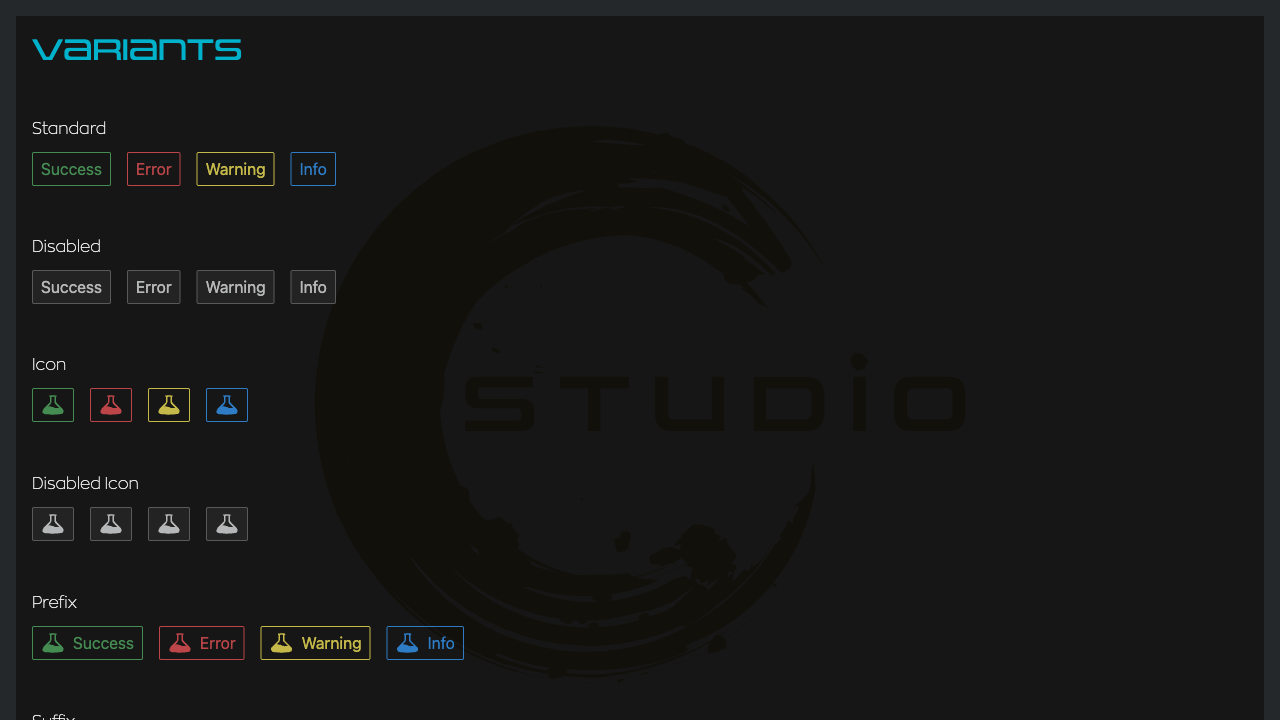 VARIANTS
Standard
Success Error Warning Info
Disabled
Success Error Warning Info
Icon
STUDIO
Disabled Icon
Prefix
Success Error Warning Info
Suffix